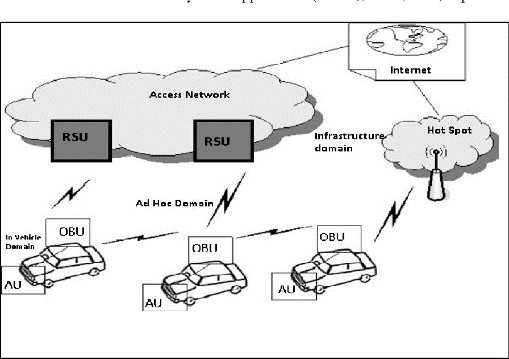 Internet
Access Network
RSU
RSU
Infrastructure
domain
Hot Spot
Ad Hoc Domain
In Vehicle
Domain
OBU
OBU
OBU
AU
AU
AU